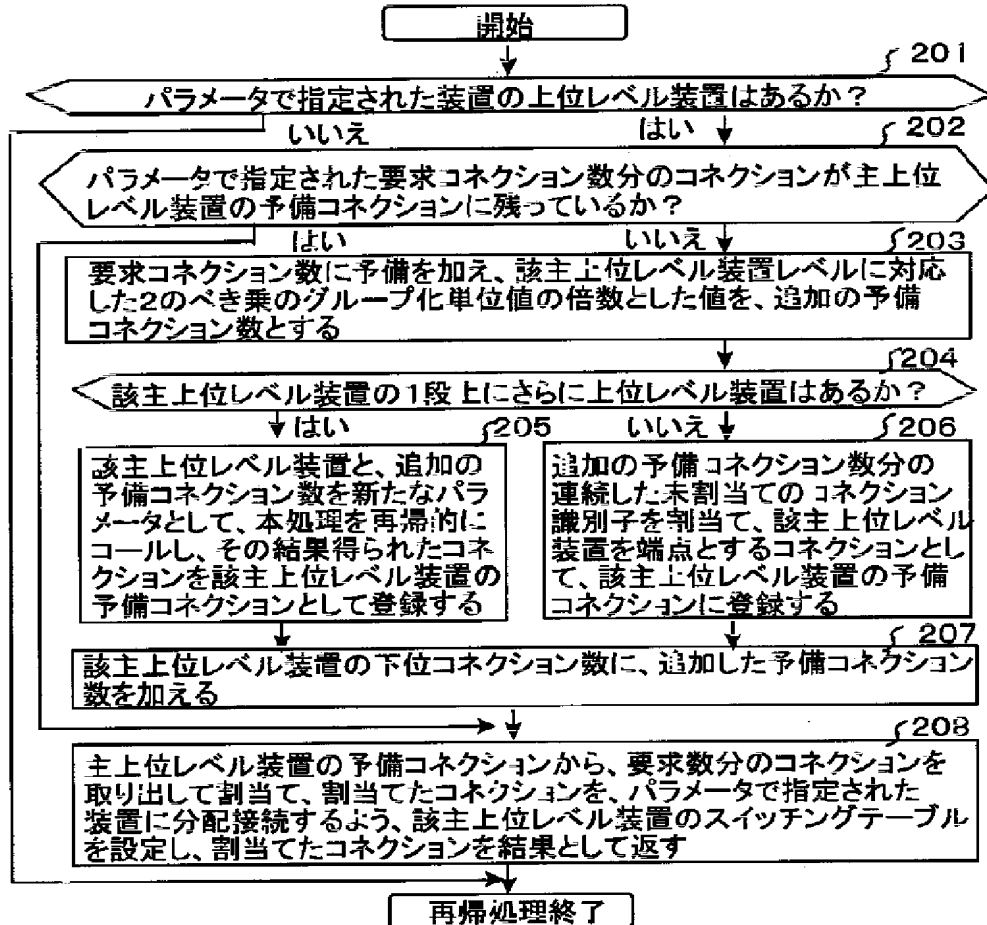 開始
201
パラメータで指定された装置の上位レベル装置はあるか？
いいえ
はい
202
パラメータで指定された要求コネクション数分のコネクションが主上位
レベル装置の予備コネクションに残っているか？
はい
いいえ
203
要求コネクション数に予備を加え、該主上位レベル装置レベルに対応
した2のべき乗のグループ化単位値の倍数とした値を、追加の予備
コネクション数とする
204
該主上位レベル装置の1段上にさらに上位レベル装置はあるか？
はい
205
いいえ
206
該主上位レベル装置と、追加の
予備コネクション数を新たなパラ
メータとして、本処理を再帰的に
コールし、その結果得られたコネ
クションを該主上位レベル装置の
予備コネクションとして登録する
追加の予備コネクション数分の
連続した未割当てのコネクション
識別子を割当て、該主上位レベル
装置を端点とするコネクションとし
て、該主上位レベル装置の予備
コネクションに登録する
207
該主上位レベル装置の下位コネクション数に、追加した予備コネクション
数を加える
208
主上位レベル装置の予備コネクションから、要求数分のコネクションを
取り出して割当て、割当てたコネクションを、パラメータで指定された
装置に分配接続するよう、該主上位レベル装置のスイッチングテーブル
を設定し、割当てたコネクションを結果として返す
再帰処理終了